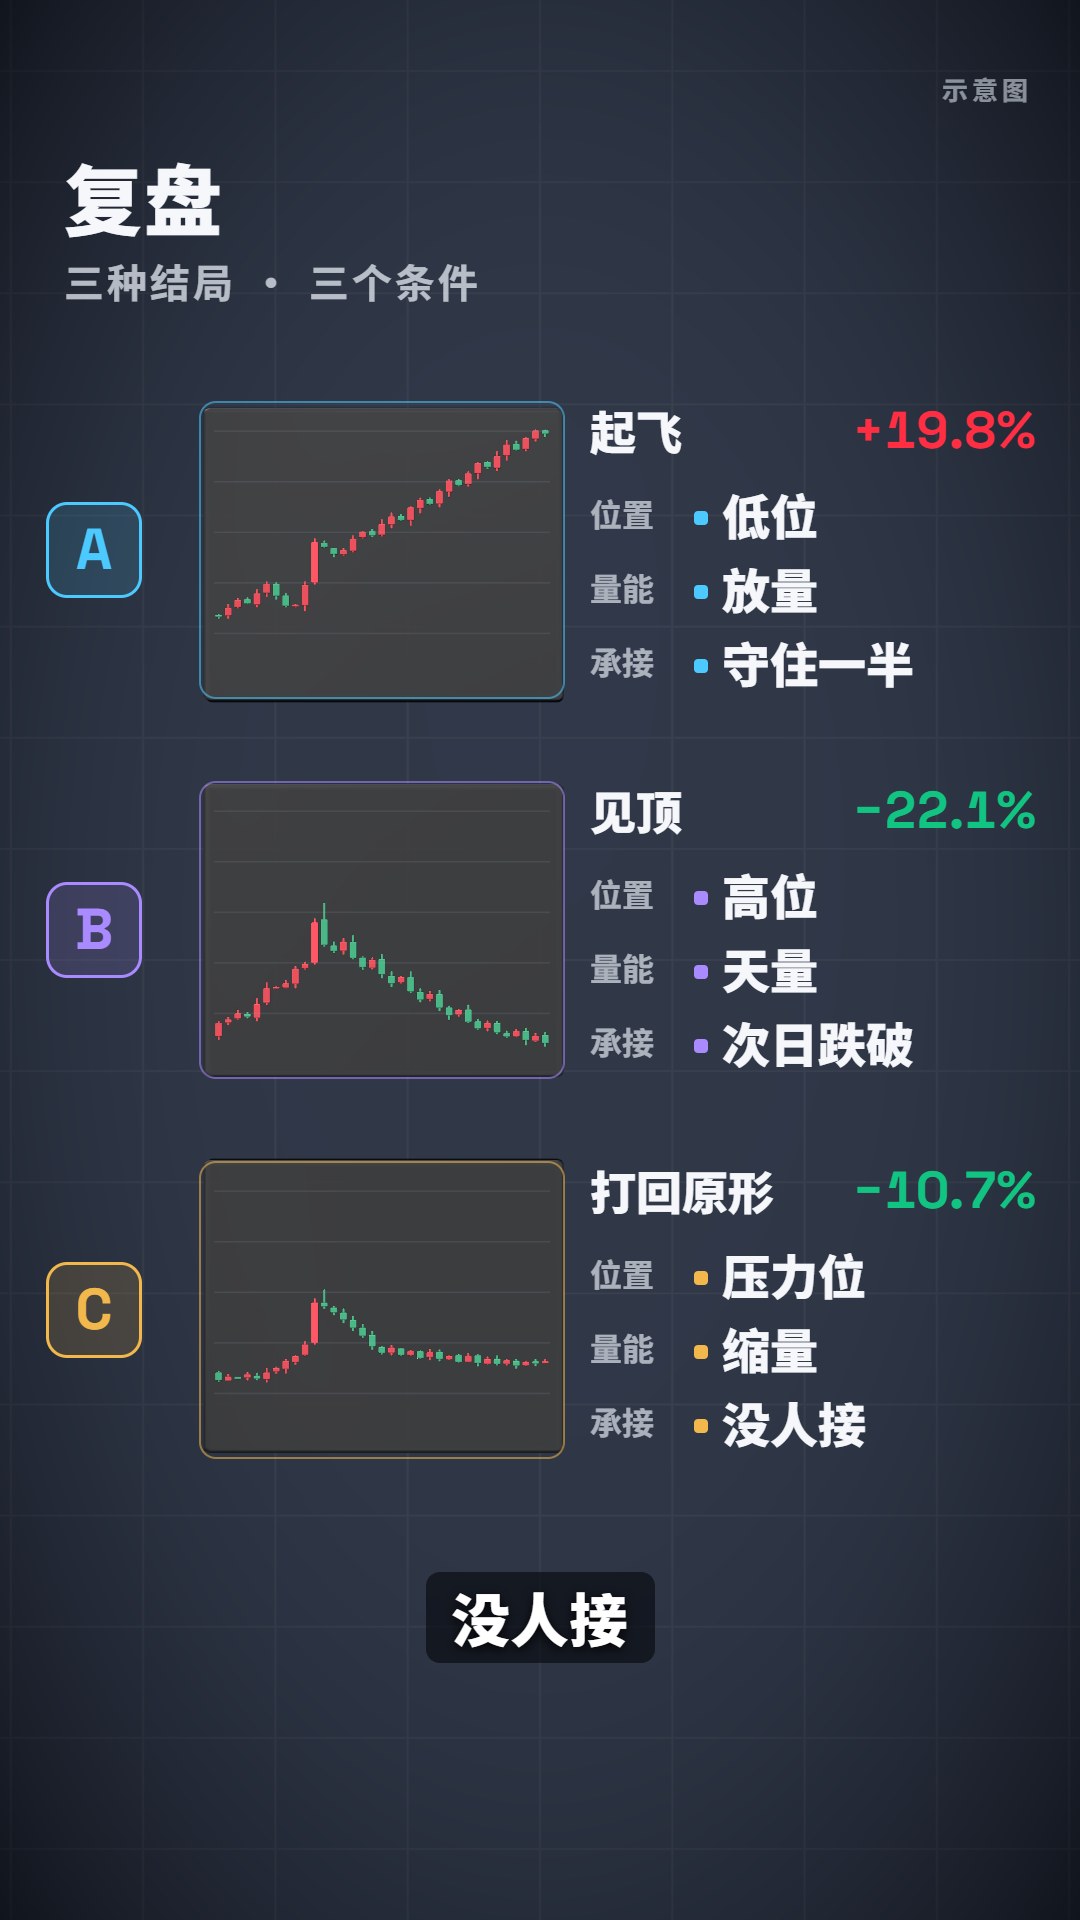 示意图
复盘
三种结局 · 三个条件
A
起飞 +19.8%
位置 低位
量能 放量
承接 守住一半
B
见顶 -22.1%
位置 高位
量能 天量
承接 次日跌破
C
打回原形 -10.7%
位置 压力位
量能 缩量
承接 没人接
没人接